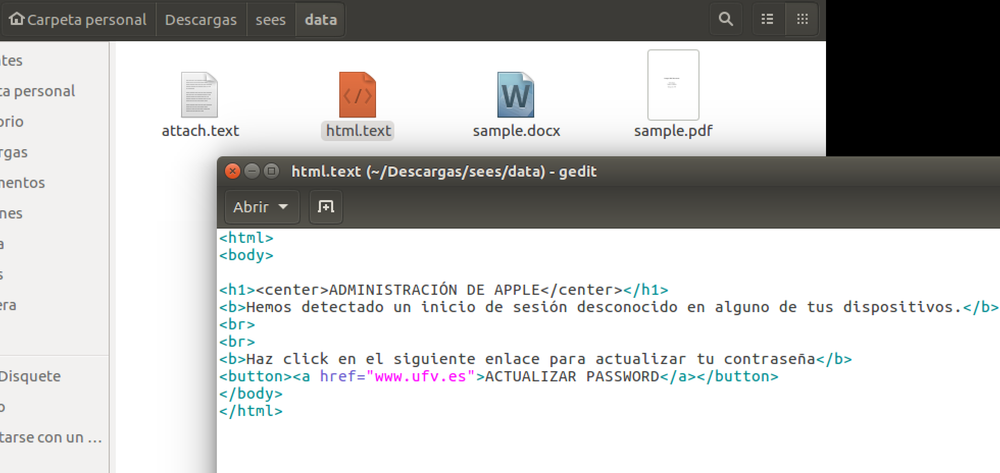 Carpeta personal Descargas sees data
ntes
ta personal
orio
rgas
mentos
nes
a
s
era
Disquete
o
tarse con un ...
attach.text
html.text
sample.docx
sample.pdf
html.text (~/Descargas/sees/data) - gedit
Abrir
<html>
<body>
<h1><center>ADMINISTRACIÓN DE APPLE</center></h1>
<b>Hemos detectado un inicio de sesión desconocido en alguno de tus dispositivos.</b>
<br>
<br>
<b>Haz click en el siguiente enlace para actualizar tu contraseña</b>
<button><a href="www.ufv.es">ACTUALIZAR PASSWORD</a></button>
</body>
</html>